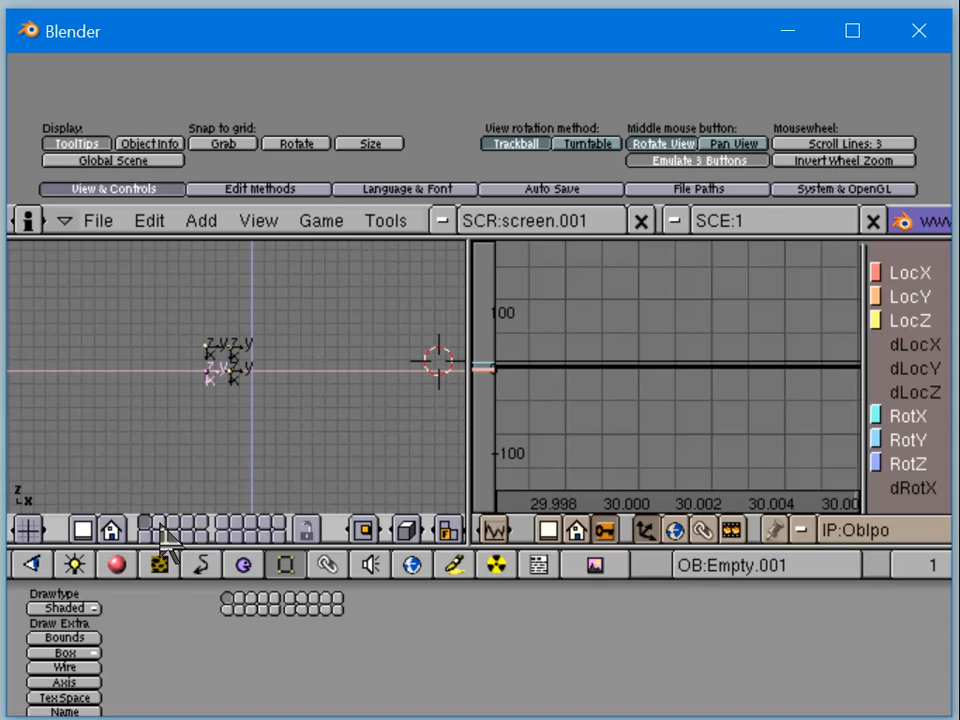 Blender
Display: Snap to grid: View rotation method: Middle mouse button: Mousewheel:
ToolTips Object Info Grab Rotate Size Trackball Turntable Rotate View Pan View Scroll Lines: 3
Global Scene Emulate 3 Buttons Invert Wheel Zoom
View & Controls Edit Methods Language & Font Auto Save File Paths System & OpenGL
File Edit Add View Game Tools SCR:screen.001 SCE:1 www
LocX
LocY
100
LocZ
z y z y
x x
dLocX
z y y
x x
0
dLocY
dLocZ
RotX
RotY
-100
RotZ
z
x
29.998 30.000 30.002 30.004 30.00
dRotX
IP:ObIpo
OB:Empty.001 1
Drawtype
Shaded
Draw Extra
Bounds
Box
Wire
Axis
TexSpace
Name